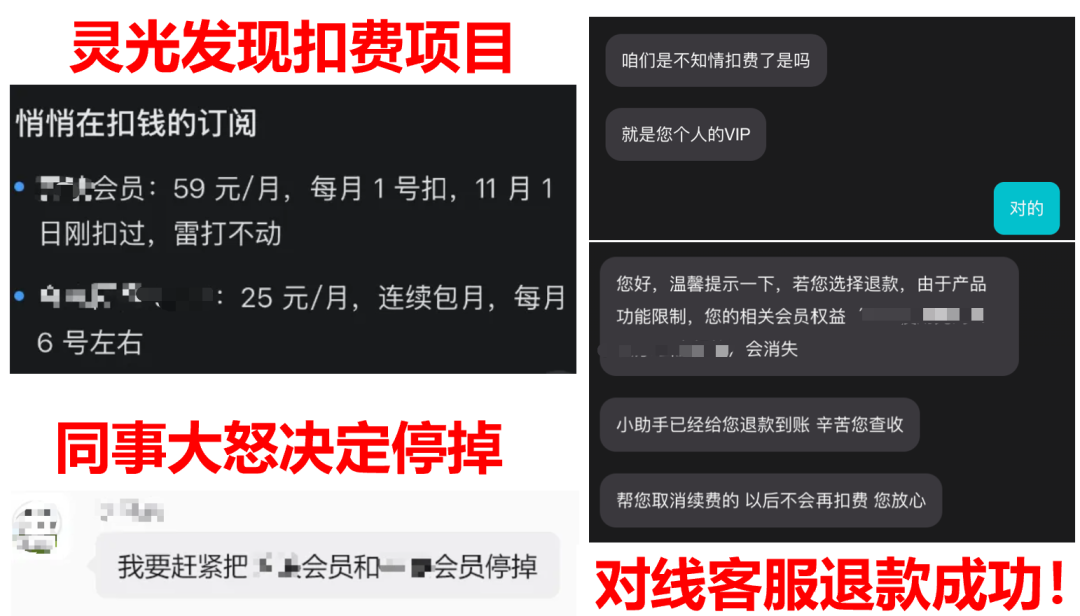 灵光发现扣费项目
悄悄在扣钱的订阅
会员：59 元/月，每月 1 号扣，11 月 1
日刚扣过，雷打不动
：25 元/月，连续包月，每月
6 号左右
同事大怒决定停掉
我要赶紧把
会员和
会员停掉
咱们是不知情扣费了是吗
就是您个人的VIP
对的
您好，温馨提示一下，若您选择退款，由于产品
功能限制，您的相关会员权益
，会消失
小助手已经给您退款到账 辛苦您查收
帮您取消续费的 以后不会再扣费 您放心
对线客服退款成功！